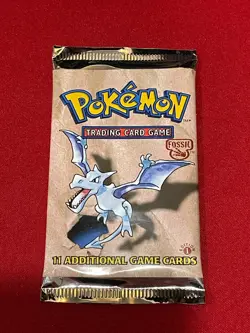 POKéMON
TRADING CARD GAME
FOSSIL
11 ADDITIONAL GAME CARDS